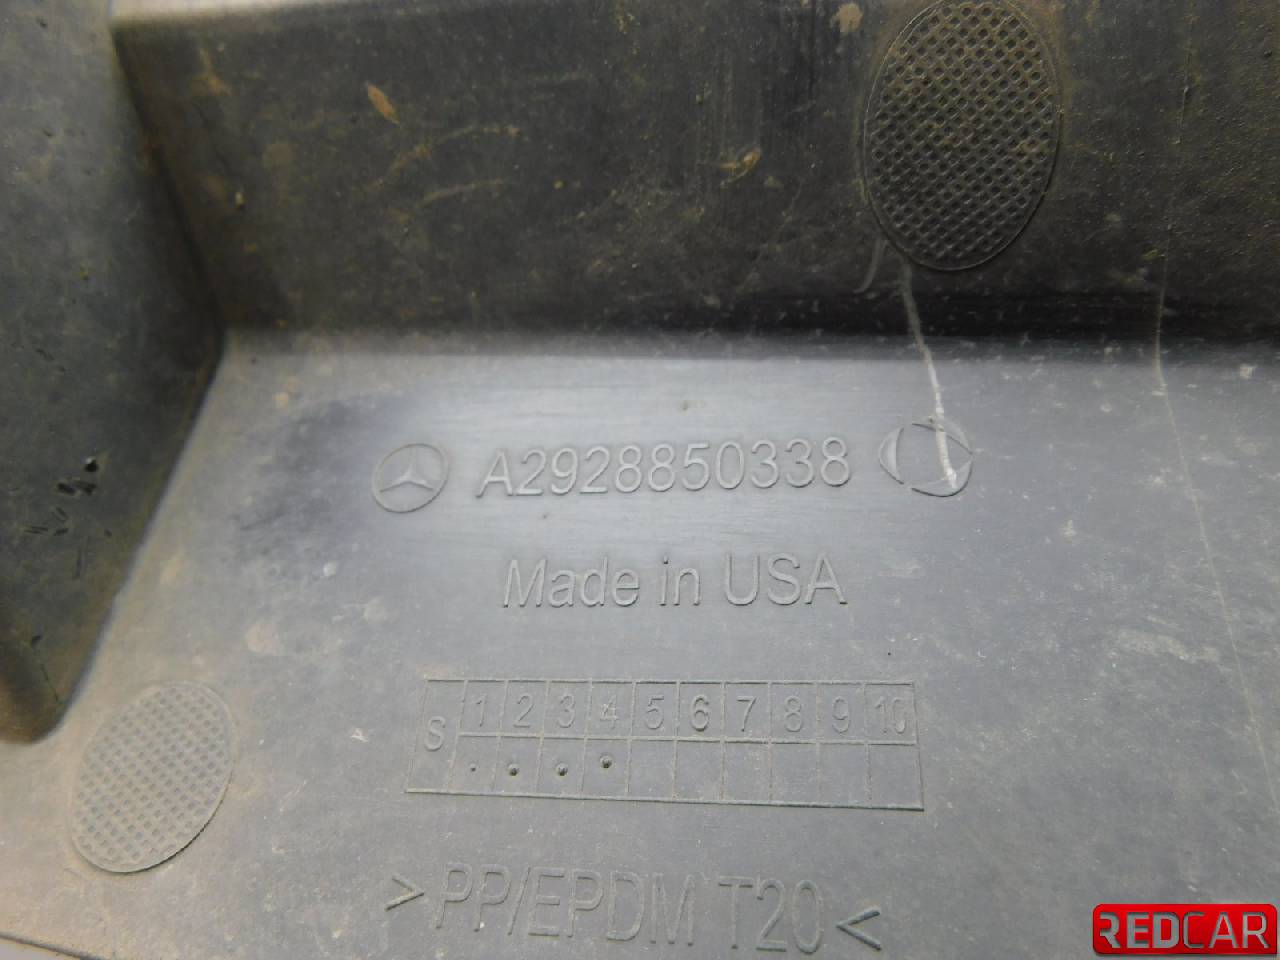 A2928850338
Made in USA
S 1 2 3 4 5 6 7 8 9 10
> PP/EPDM T20 <
REDCAR